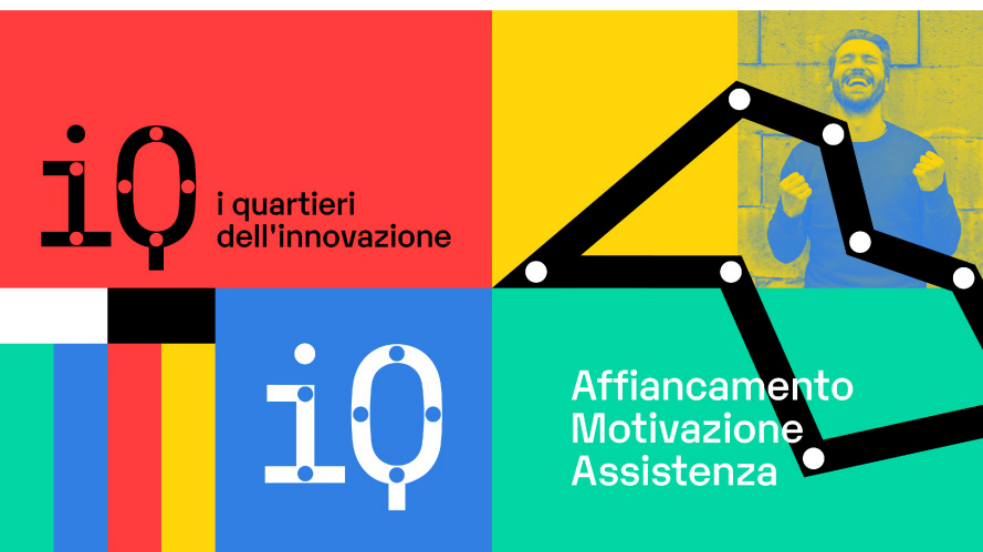 iQ
i quartieri
dell'innovazione
iQ
Affiancamento
Motivazione
Assistenza